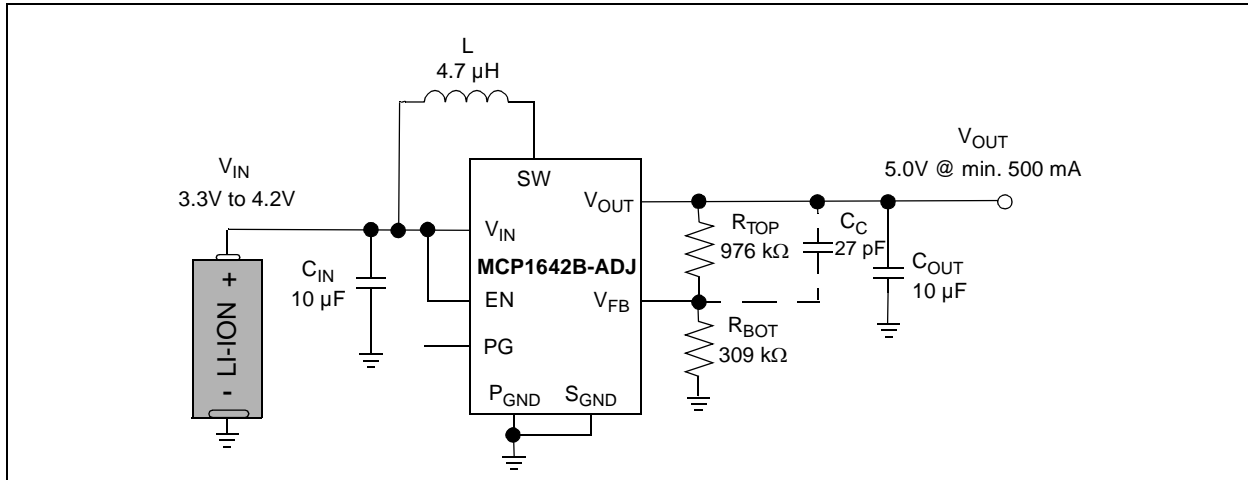 L
4.7 µH
V_IN
3.3V to 4.2V
LI-ION
+
-
C_IN
10 µF
SW
V_IN
V_OUT
MCP1642B-ADJ
EN
V_FB
PG
P_GND
S_GND
R_TOP
976 kΩ
C_C
27 pF
R_BOT
309 kΩ
C_OUT
10 µF
V_OUT
5.0V @ min. 500 mA